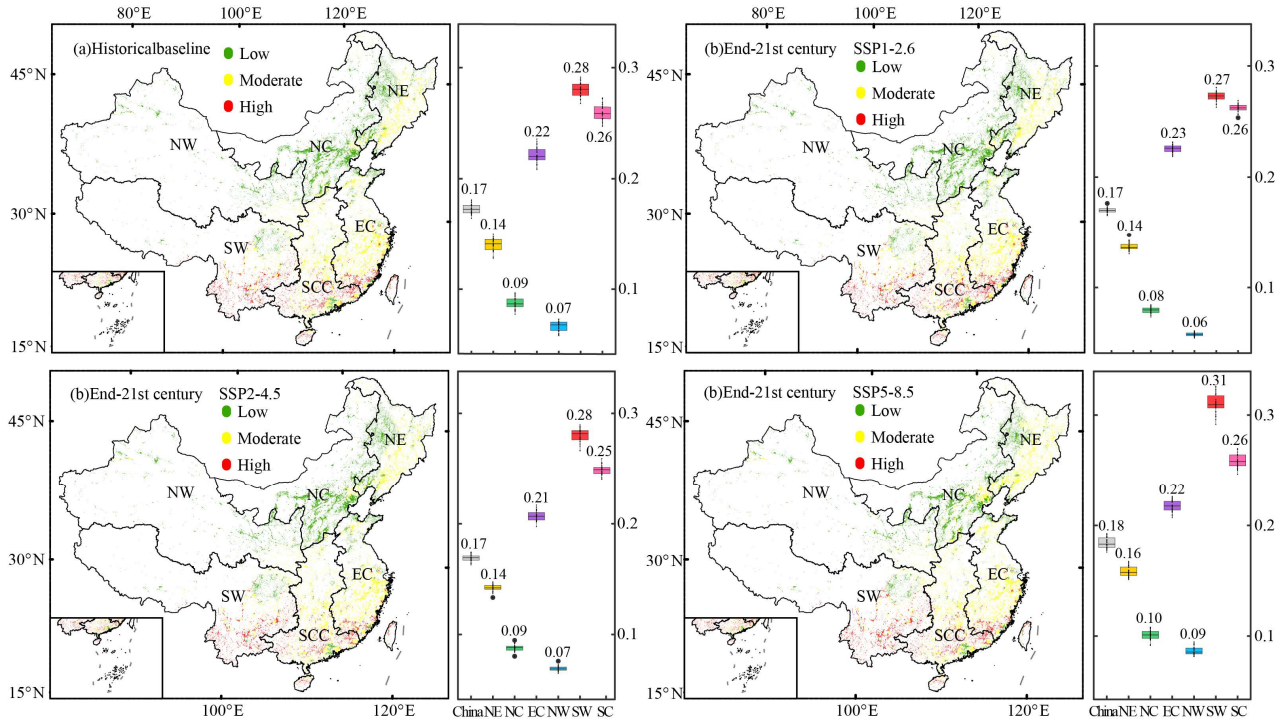 80°E 100°E 120°E
(a)Historicalbaseline
Low
Moderate
High
45°N
30°N
15°N
NE
NW
NC
SW
EC
SCC
0.3
0.2
0.1
0.17
0.14
0.09
0.22
0.07
0.28
0.26
80°E 100°E 120°E
(b)End-21st century SSP1-2.6
Low
Moderate
High
45°N
30°N
15°N
NE
NW
NC
SW
EC
SCC
0.3
0.2
0.1
0.17
0.14
0.08
0.23
0.06
0.27
0.26
(b)End-21st century SSP2-4.5
Low
Moderate
High
45°N
30°N
15°N
NE
NW
NC
SW
EC
SCC
100°E 120°E
0.3
0.2
0.1
0.17
0.14
0.09
0.21
0.07
0.28
0.25
China NE NC EC NW SW SC
(b)End-21st century SSP5-8.5
Low
Moderate
High
45°N
30°N
15°N
NE
NW
NC
SW
EC
SCC
100°E 120°E
0.3
0.2
0.1
0.18
0.16
0.10
0.22
0.09
0.31
0.26
China NE NC EC NW SW SC